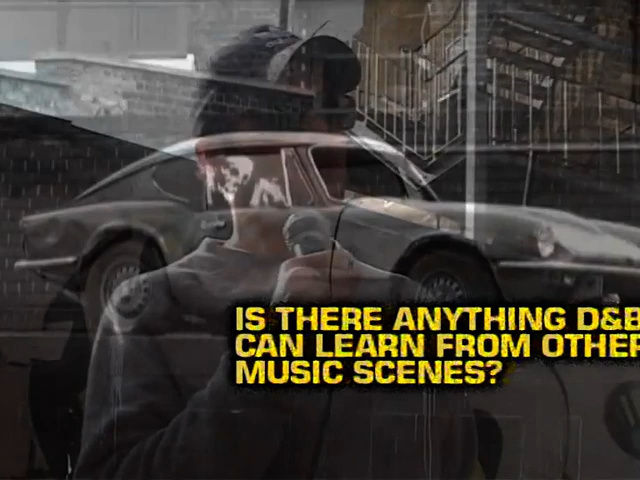 IS THERE ANYTHING D&B
CAN LEARN FROM OTHER
MUSIC SCENES?